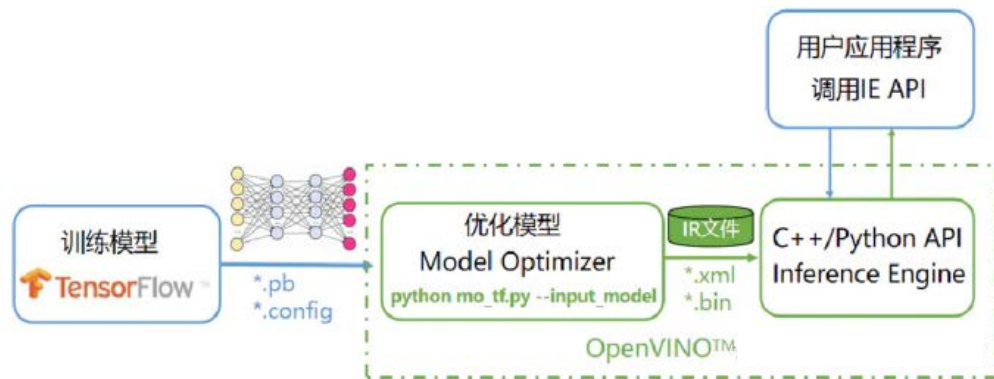 用户应用程序
调用IE API
训练模型
TensorFlow™
*.pb
*.config
优化模型
Model Optimizer
python mo_tf.py --input_model
IR文件
*.xml
*.bin
C++/Python API
Inference Engine
OpenVINO™